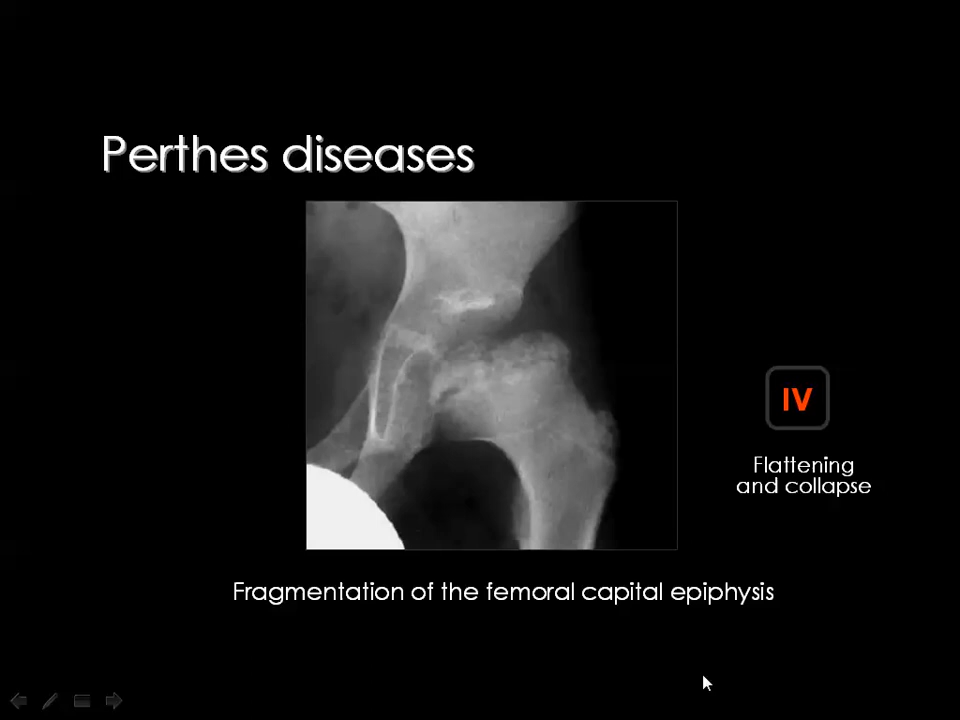 Perthes diseases
IV
Flattening
and collapse
Fragmentation of the femoral capital epiphysis